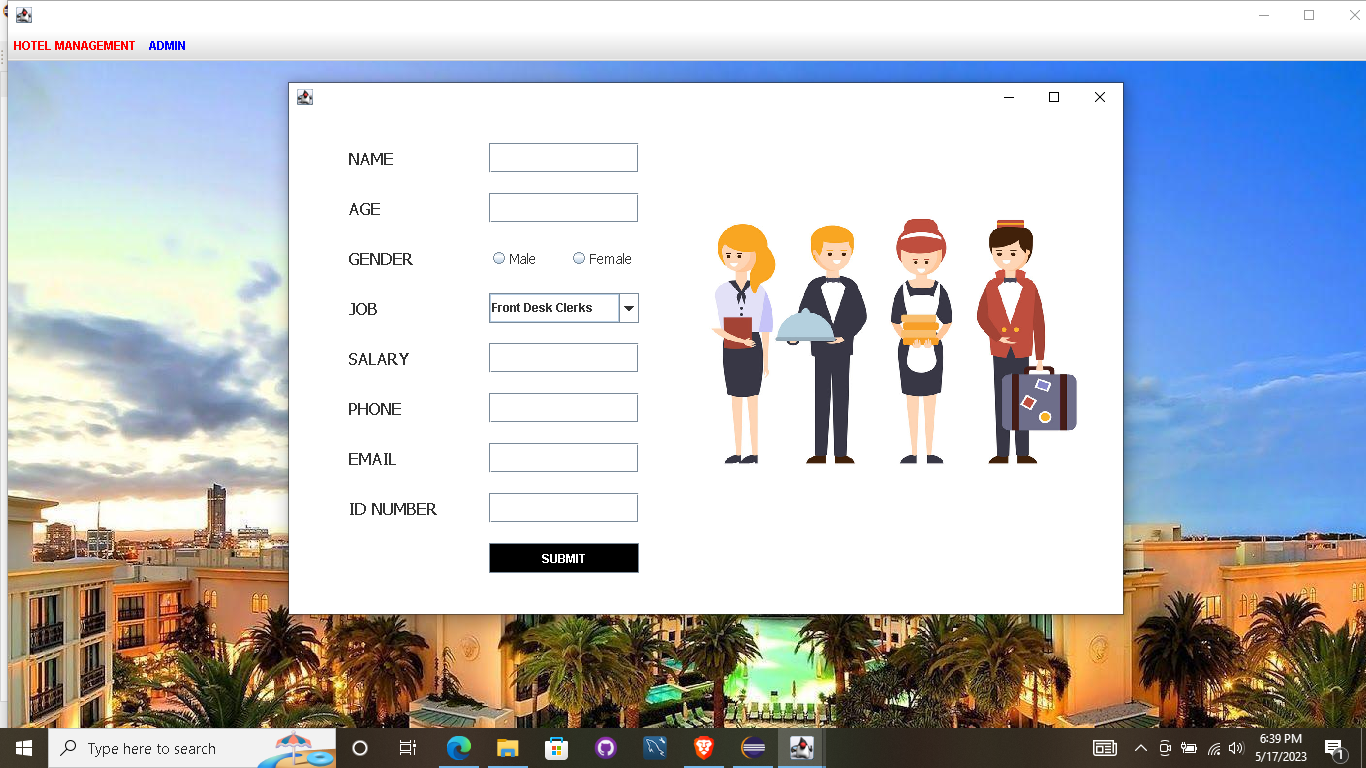 HOTEL MANAGEMENT ADMIN
NAME
AGE
GENDER Male Female
JOB Front Desk Clerks
SALARY
PHONE
EMAIL
ID NUMBER
SUBMIT
Type here to search
6:39 PM
5/17/2023
1